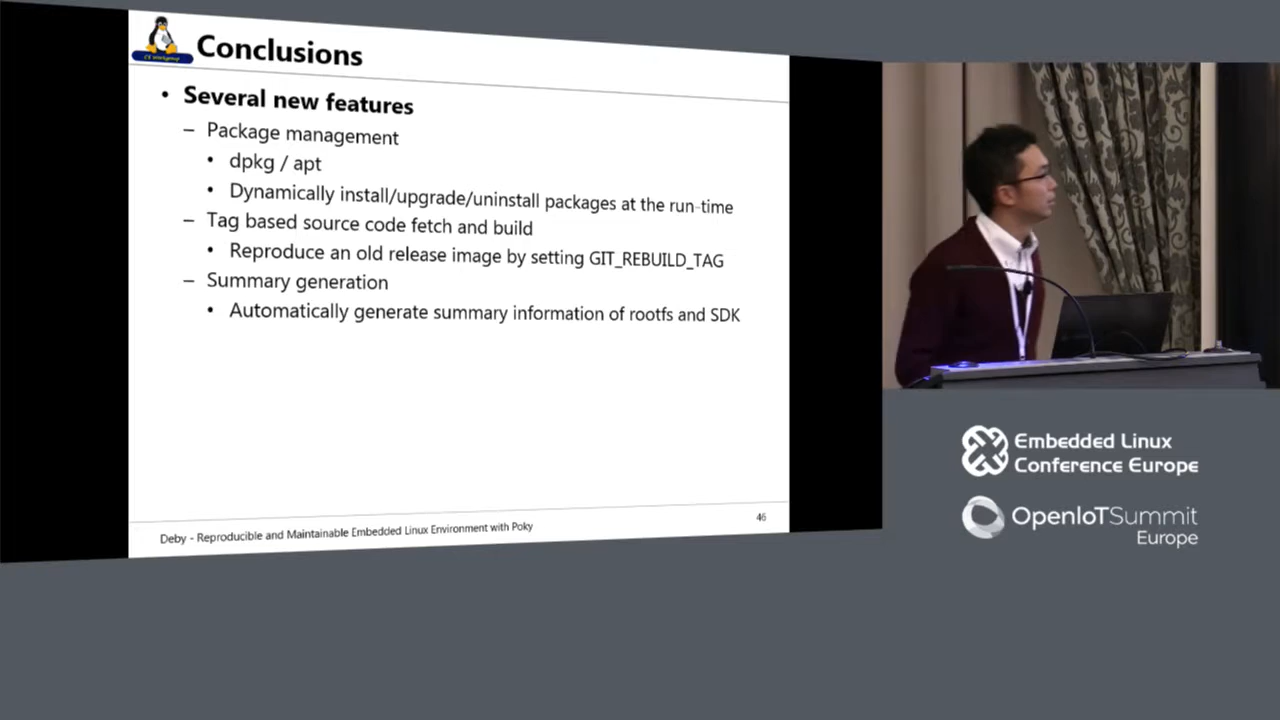 Conclusions
• Several new features
– Package management
• dpkg / apt
• Dynamically install/upgrade/uninstall packages at the run-time
– Tag based source code fetch and build
• Reproduce an old release image by setting GIT_REBUILD_TAG
– Summary generation
• Automatically generate summary information of rootfs and SDK
Deby - Reproducible and Maintainable Embedded Linux Environment with Poky
46
Embedded Linux
Conference Europe
OpenIoTSummit
Europe